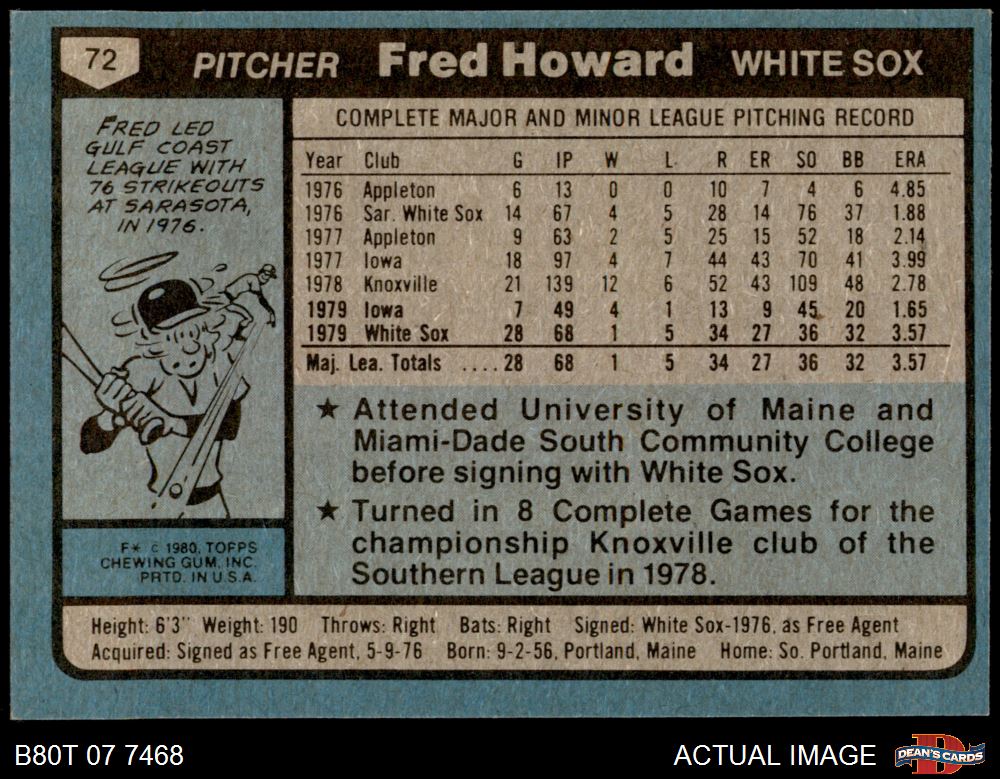 72 PITCHER Fred Howard WHITE SOX
FRED LED
GULF COAST
LEAGUE WITH
76 STRIKEOUTS
AT SARASOTA,
IN 1976.
COMPLETE MAJOR AND MINOR LEAGUE PITCHING RECORD
Year Club G IP W L R ER SO BB ERA
1976 Appleton 6 13 0 0 10 7 4 6 4.85
1976 Sar. White Sox 14 67 4 5 28 14 76 37 1.88
1977 Appleton 9 63 2 5 25 15 52 18 2.14
1977 Iowa 18 97 4 7 44 43 70 41 3.99
1978 Knoxville 21 139 12 6 52 43 109 48 2.78
1979 Iowa 7 49 4 1 13 9 45 20 1.65
1979 White Sox 28 68 1 5 34 27 36 32 3.57
Maj. Lea. Totals ....28 68 1 5 34 27 36 32 3.57
★ Attended University of Maine and
Miami-Dade South Community College
before signing with White Sox.
★ Turned in 8 Complete Games for the
championship Knoxville club of the
Southern League in 1978.
F* © 1980, TOPPS
CHEWING GUM, INC.
PRTD. IN U.S.A.
Height: 6'3" Weight: 190 Throws: Right Bats: Right Signed: White Sox-1976, as Free Agent
Acquired: Signed as Free Agent, 5-9-76 Born: 9-2-56, Portland, Maine Home: So. Portland, Maine
B80T 07 7468 ACTUAL IMAGE D DEAN'S CARDS